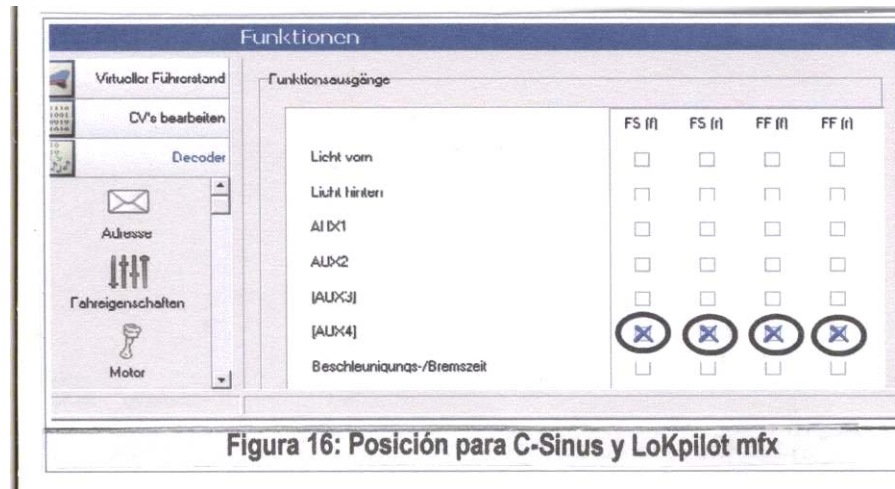 Funktionen
Virtueller Führerstand
CV's bearbeiten
Decoder
Adresse
Fahreigenschaften
Motor
Funktionsausgänge
FS (f) FS (r) FF (f) FF (r)
Licht vorn
Licht hinten
AUX1
AUX2
[AUX3]
[AUX4]
Beschleunigungs-/Bremszeit
Figura 16: Posición para C-Sinus y LoKpilot mfx